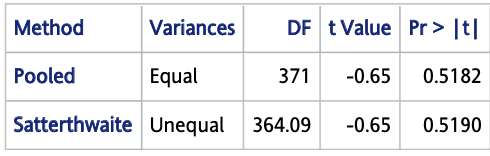 Method Variances DF t Value Pr > |t|
Pooled Equal 371 -0.65 0.5182
Satterthwaite Unequal 364.09 -0.65 0.5190